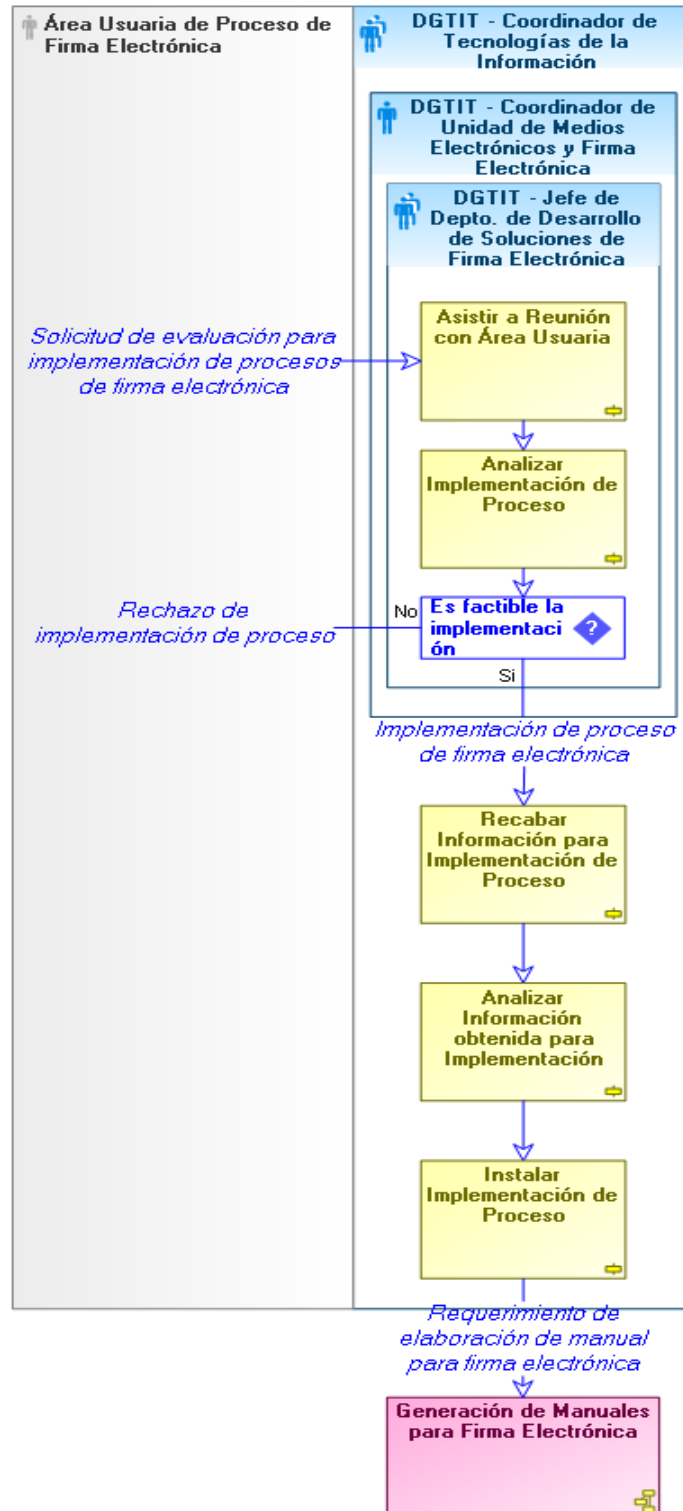 Área Usuaria de Proceso de
Firma Electrónica
DGTIT - Coordinador de
Tecnologías de la
Información
DGTIT - Coordinador de
Unidad de Medios
Electrónicos y Firma
Electrónica
DGTIT - Jefe de
Depto. de Desarrollo
de Soluciones de
Firma Electrónica
Solicitud de evaluación para
implementación de procesos
de firma electrónica
Asistir a Reunión
con Área Usuaria
Analizar
Implementación de
Proceso
Rechazo de
implementación de proceso
No
Es factible la
implementaci
ón
?
Si
Implementación de proceso
de firma electrónica
Recabar
Información para
Implementación de
Proceso
Analizar
Información
obtenida para
Implementación
Instalar
Implementación de
Proceso
Requerimiento de
elaboración de manual
para firma electrónica
Generación de Manuales
para Firma Electrónica